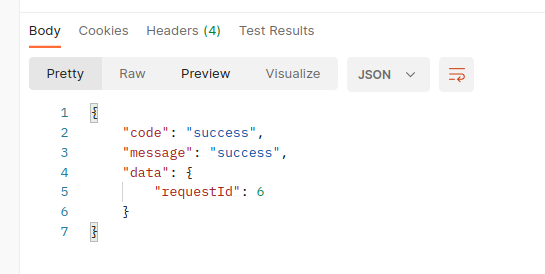 Body Cookies Headers (4) Test Results
Pretty Raw Preview Visualize JSON
1 {
2 "code": "success",
3 "message": "success",
4 "data": {
5 "requestId": 6
6 }
7 }